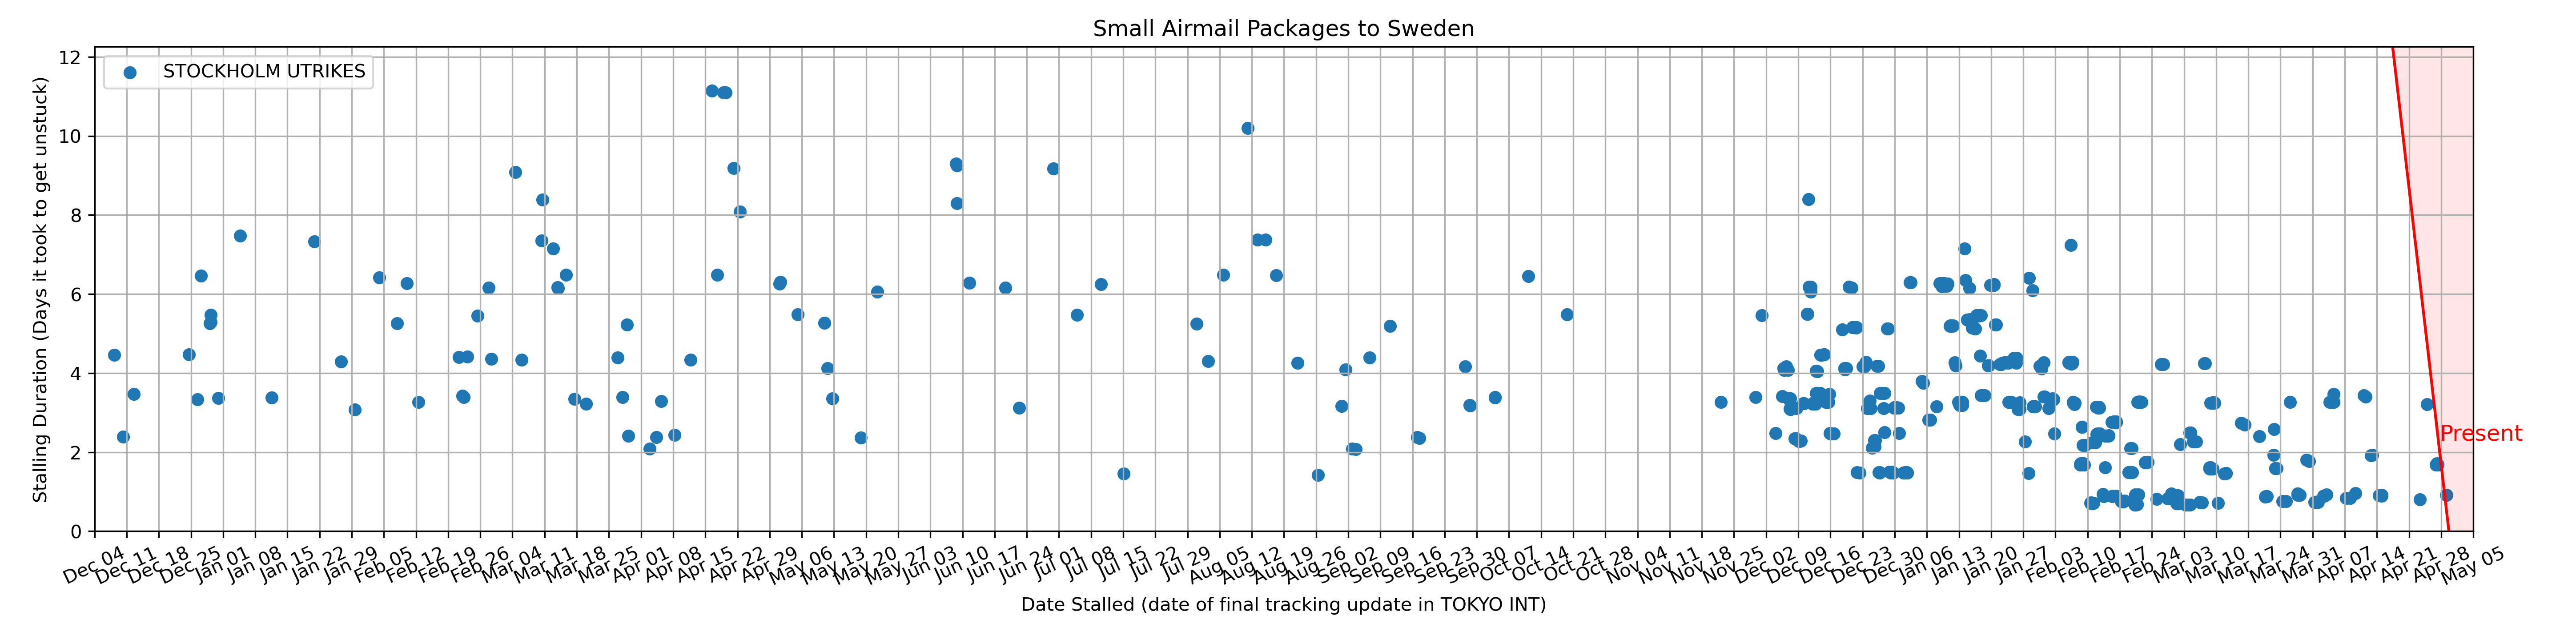 Small Airmail Packages to Sweden
STOCKHOLM UTRIKES
Stalling Duration (Days it took to get unstuck)
12
10
8
6
4
2
0
Present
Dec 04
Dec 11
Dec 18
Dec 25
Jan 01
Jan 08
Jan 15
Jan 22
Jan 29
Feb 05
Feb 12
Feb 19
Feb 26
Mar 04
Mar 11
Mar 18
Mar 25
Apr 01
Apr 08
Apr 15
Apr 22
Apr 29
May 06
May 13
May 20
May 27
Jun 03
Jun 10
Jun 17
Jun 24
Jul 01
Jul 08
Jul 15
Jul 22
Jul 29
Aug 05
Aug 12
Aug 19
Aug 26
Sep 02
Sep 09
Sep 16
Sep 23
Sep 30
Oct 07
Oct 14
Oct 21
Oct 28
Nov 04
Nov 11
Nov 18
Nov 25
Dec 02
Dec 09
Dec 16
Dec 23
Dec 30
Jan 06
Jan 13
Jan 20
Jan 27
Feb 03
Feb 10
Feb 17
Feb 24
Mar 03
Mar 10
Mar 17
Mar 24
Mar 31
Apr 07
Apr 14
Apr 21
Apr 28
May 05
Date Stalled (date of final tracking update in TOKYO INT)